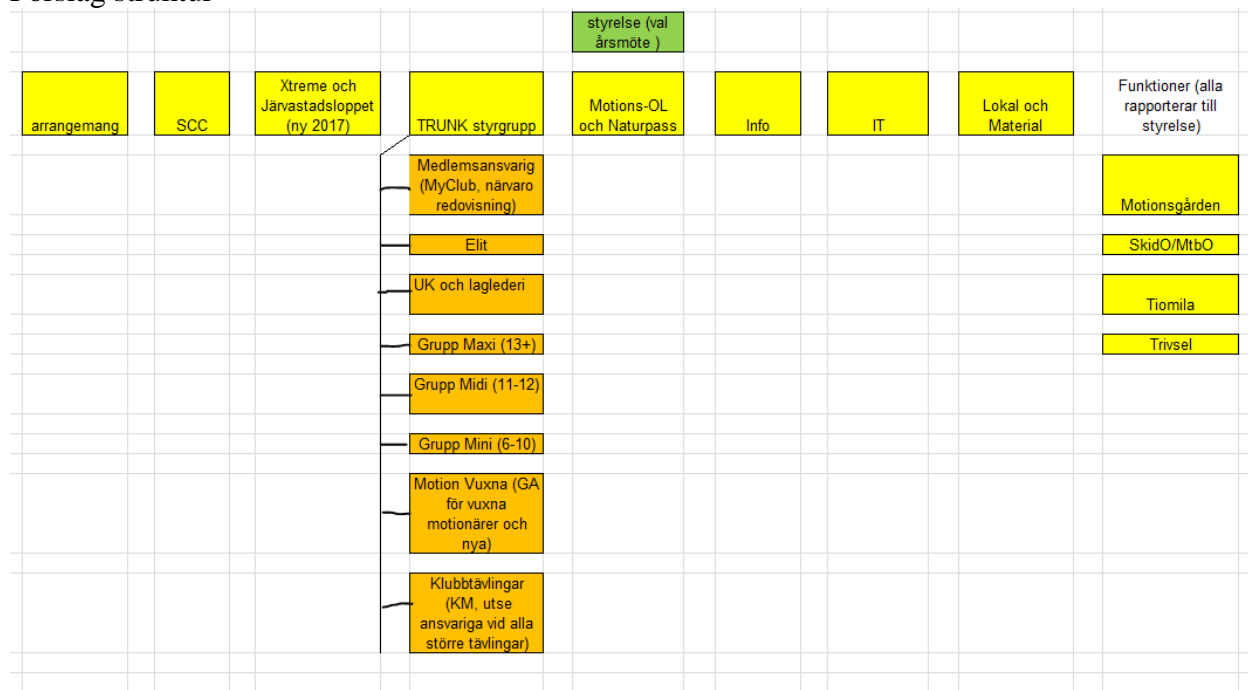 styrelse (val
årsmöte )
arrangemang
SCC
Xtreme och
Järvastadsloppet
(ny 2017)
TRUNK styrgrupp
Motions-OL
och Naturpass
Info
IT
Lokal och
Material
Funktioner (alla
rapporterar till
styrelse)
Medlemsansvarig
(MyClub, närvaro
redovisning)
Motionsgården
Elit
SkidO/MtbO
UK och laglederi
Tiomila
Grupp Maxi (13+)
Trivsel
Grupp Midi (11-12)
Grupp Mini (6-10)
Motion Vuxna (GA
för vuxna
motionärer och
nya)
Klubbtävlingar
(KM, utse
ansvariga vid alla
större tävlingar)